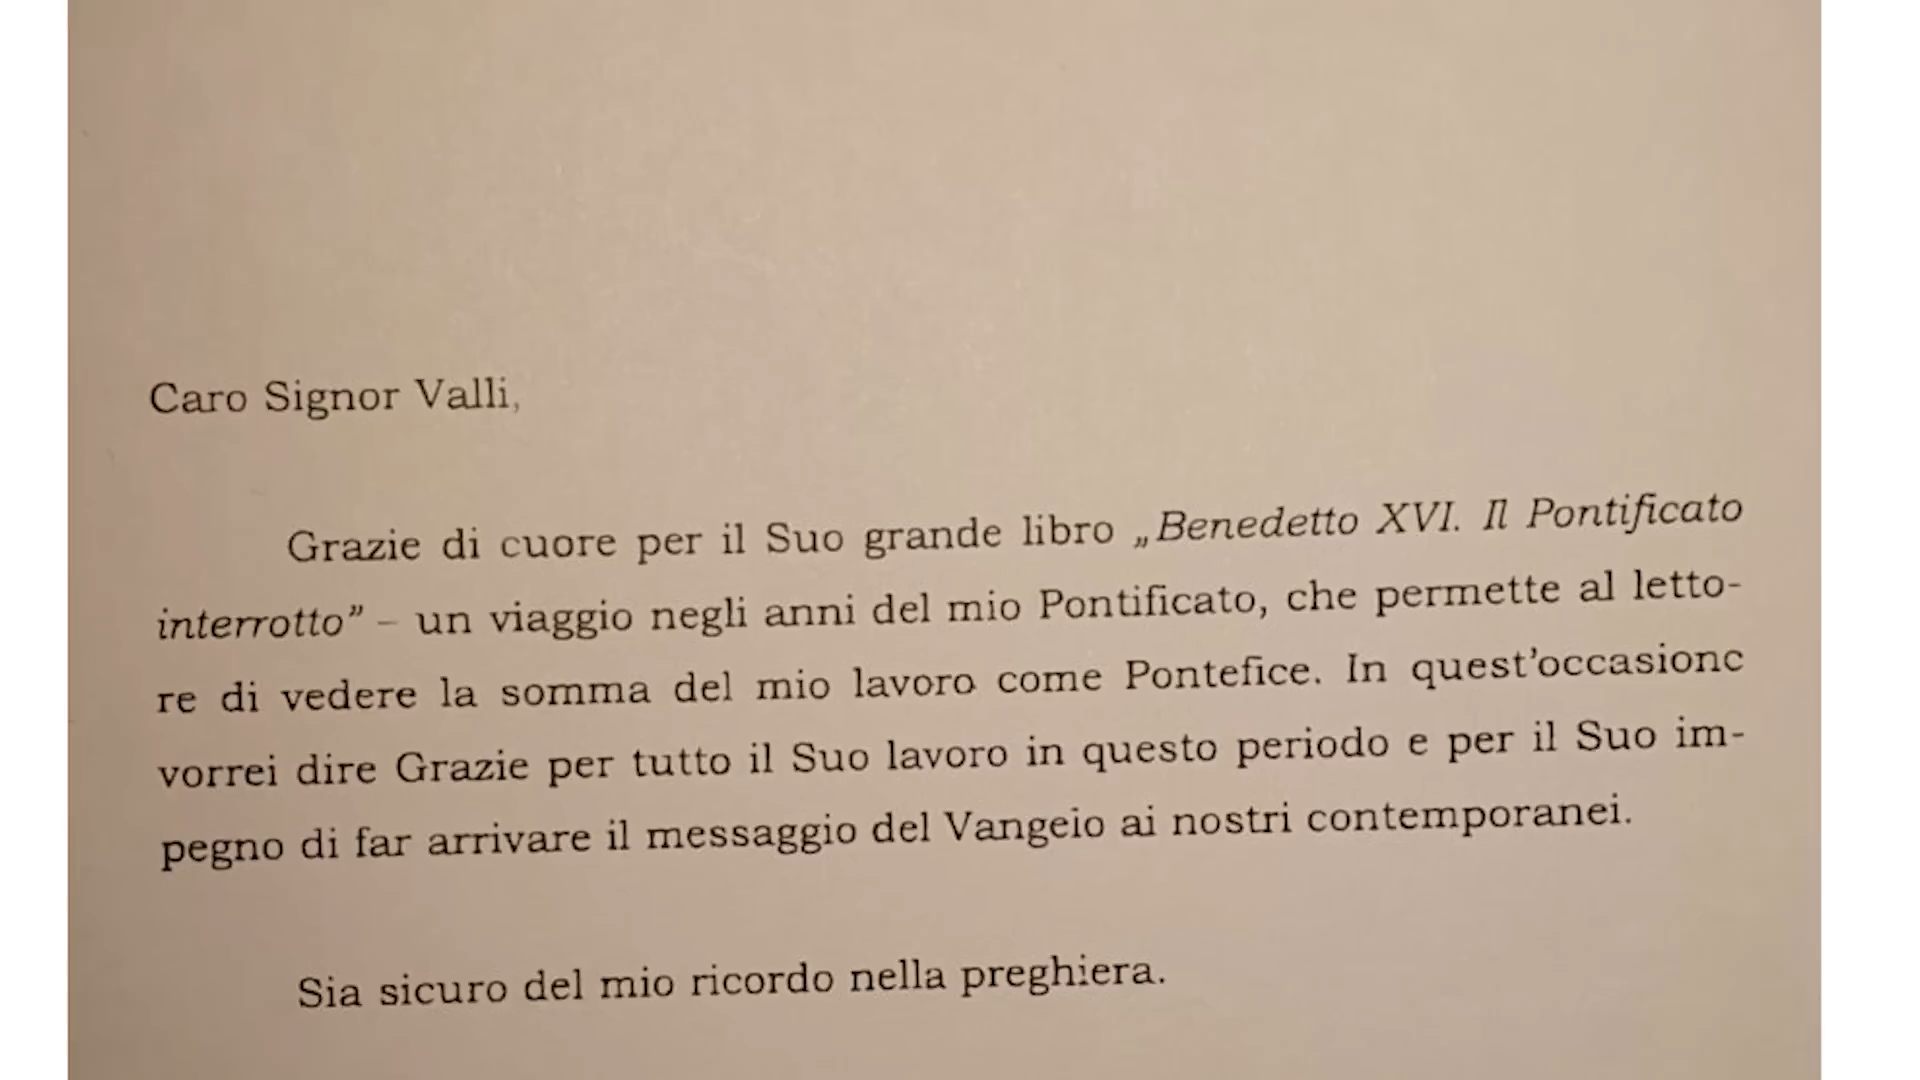 Caro Signor Valli,
Grazie di cuore per il Suo grande libro „Benedetto XVI. Il Pontificato
interrotto” – un viaggio negli anni del mio Pontificato, che permette al letto-
re di vedere la somma del mio lavoro come Pontefice. In quest’occasione
vorrei dire Grazie per tutto il Suo lavoro in questo periodo e per il Suo im-
pegno di far arrivare il messaggio del Vangelo ai nostri contemporanei.
Sia sicuro del mio ricordo nella preghiera.